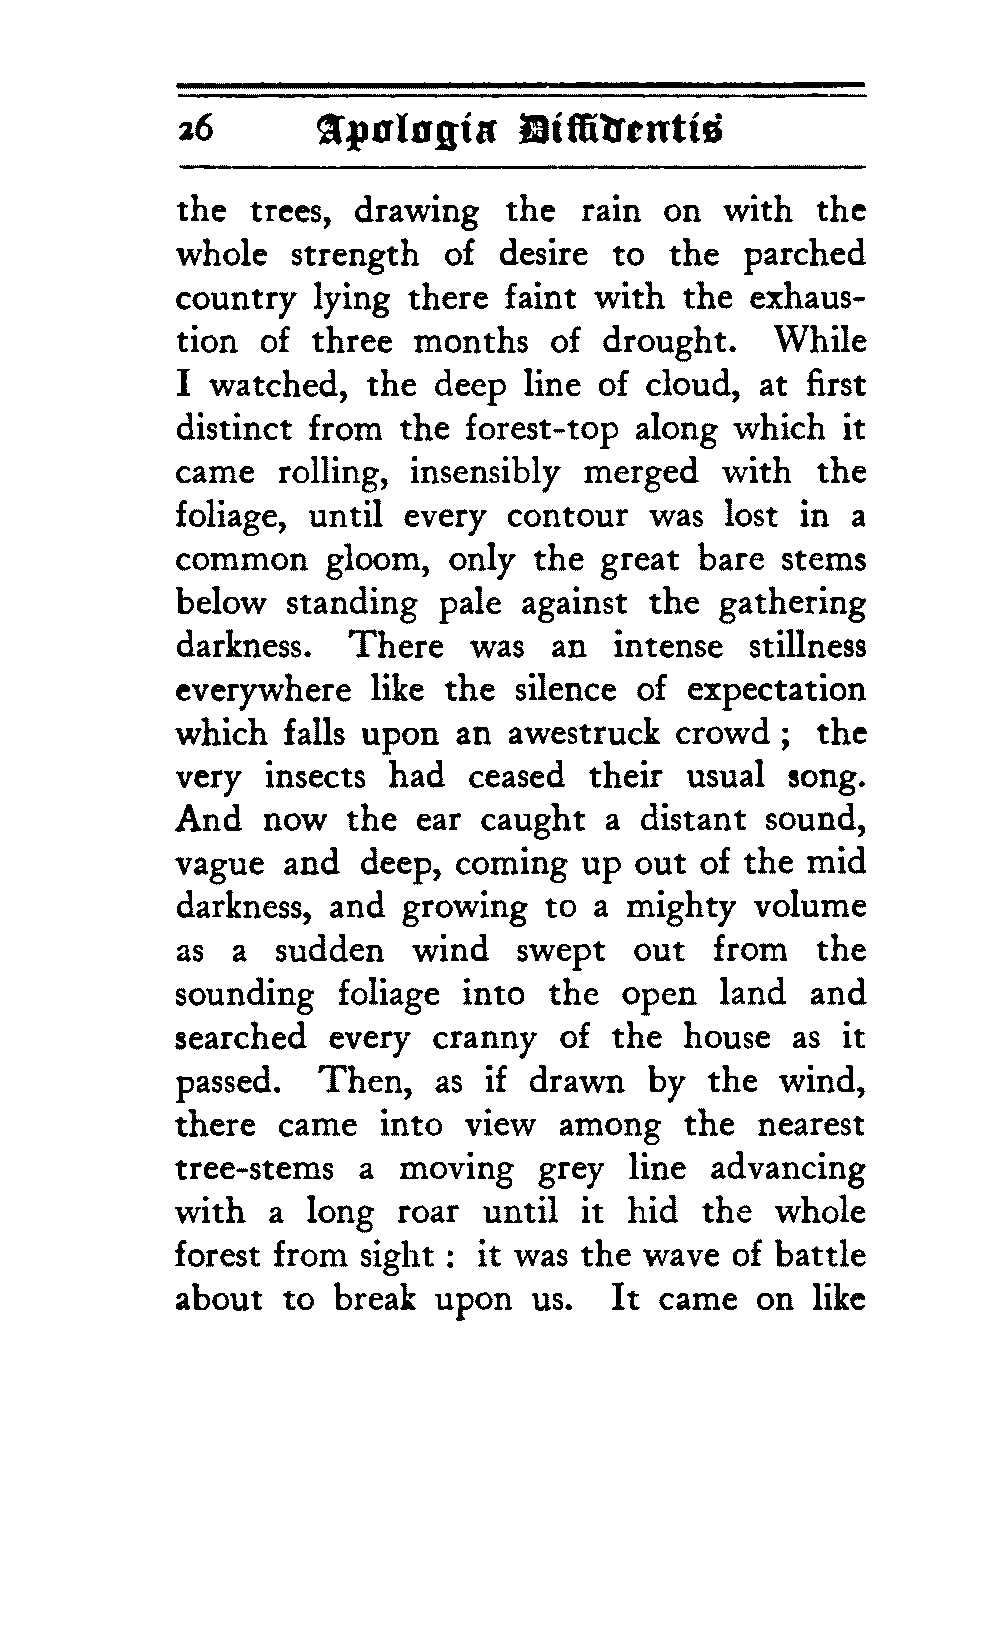 26 Apologia Diffidentis
the trees, drawing the rain on with the
whole strength of desire to the parched
country lying there faint with the exhaus-
tion of three months of drought. While
I watched, the deep line of cloud, at first
distinct from the forest-top along which it
came rolling, insensibly merged with the
foliage, until every contour was lost in a
common gloom, only the great bare stems
below standing pale against the gathering
darkness. There was an intense stillness
everywhere like the silence of expectation
which falls upon an awestruck crowd ; the
very insects had ceased their usual song.
And now the ear caught a distant sound,
vague and deep, coming up out of the mid
darkness, and growing to a mighty volume
as a sudden wind swept out from the
sounding foliage into the open land and
searched every cranny of the house as it
passed. Then, as if drawn by the wind,
there came into view among the nearest
tree-stems a moving grey line advancing
with a long roar until it hid the whole
forest from sight : it was the wave of battle
about to break upon us. It came on like